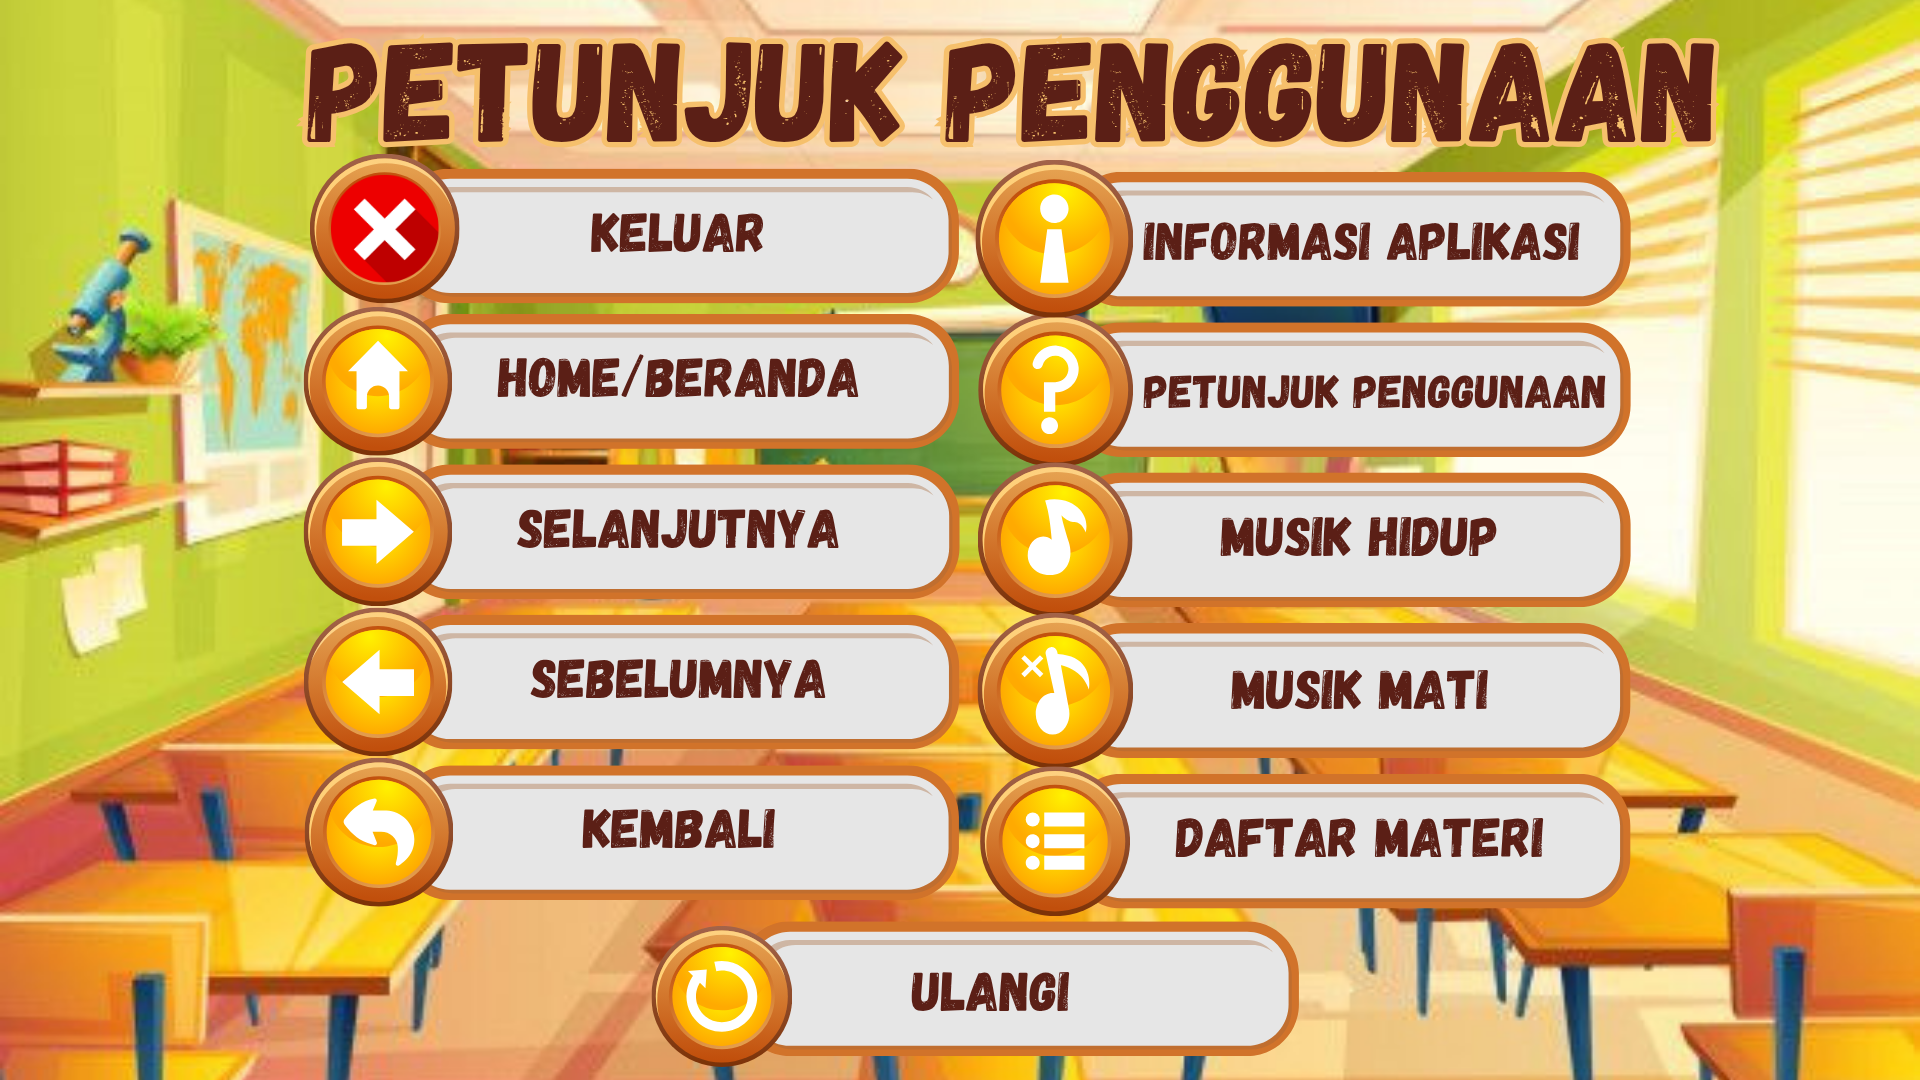 PETUNJUK PENGGUNAAN
KELUAR
HOME/BERANDA
SELANJUTNYA
SEBELUMNYA
KEMBALI
INFORMASI APLIKASI
PETUNJUK PENGGUNAAN
MUSIK HIDUP
MUSIK MATI
DAFTAR MATERI
ULANGI